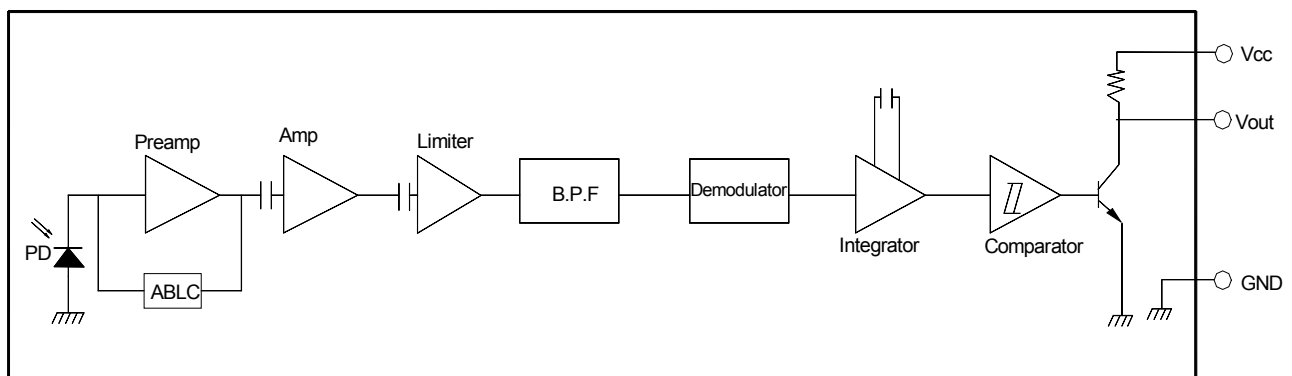 Vcc
Vout
Preamp
Amp
Limiter
B.P.F
Demodulator
Integrator
Comparator
PD
ABLC
GND